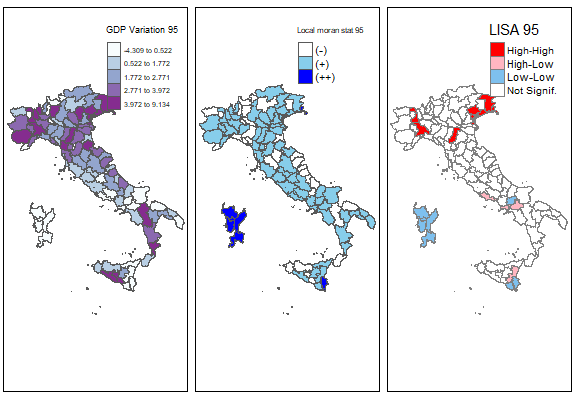 GDP Variation 95
-4.309 to 0.522
0.522 to 1.772
1.772 to 2.771
2.771 to 3.972
3.972 to 9.134
Local moran stat 95
(-)
(+)
(++)
LISA 95
High-High
High-Low
Low-Low
Not Signif.